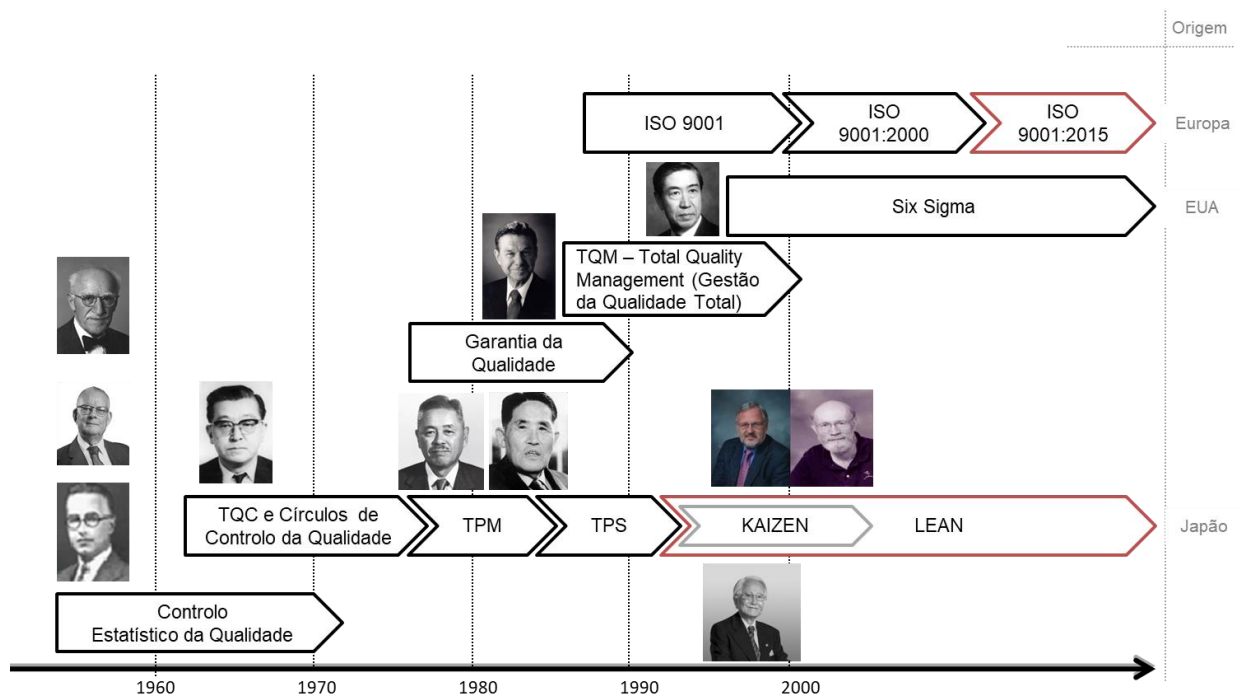 Origem
ISO 9001
ISO
9001:2000
ISO
9001:2015
Europa
Six Sigma
EUA
TQM – Total Quality
Management (Gestão
da Qualidade Total)
Garantia da
Qualidade
TQC e Círculos de
Controlo da Qualidade
TPM
TPS
KAIZEN
LEAN
Japão
Controlo
Estatístico da Qualidade
1960
1970
1980
1990
2000